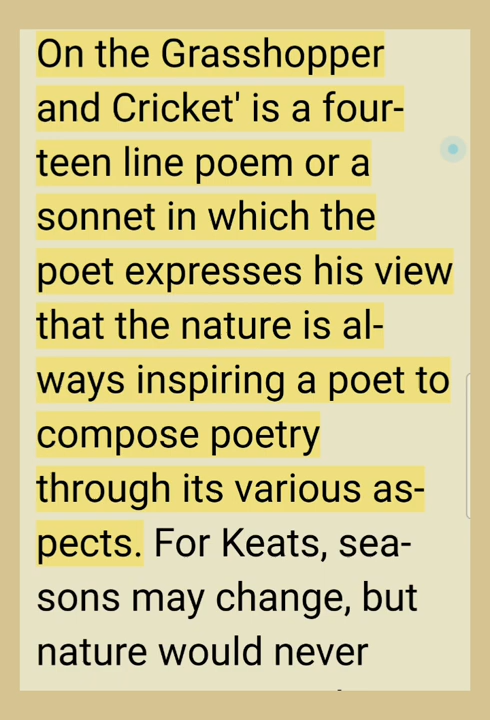 On the Grasshopper
and Cricket' is a four-
teen line poem or a
sonnet in which the
poet expresses his view
that the nature is al-
ways inspiring a poet to
compose poetry
through its various as-
pects. For Keats, sea-
sons may change, but
nature would never